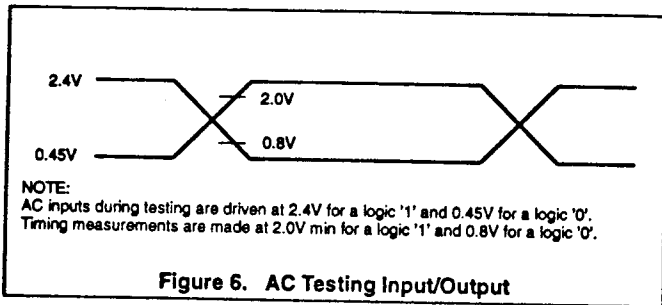 2.4V
2.0V
0.8V
0.45V
NOTE:
AC inputs during testing are driven at 2.4V for a logic '1' and 0.45V for a logic '0'.
Timing measurements are made at 2.0V min for a logic '1' and 0.8V for a logic '0'.
Figure 6. AC Testing Input/Output